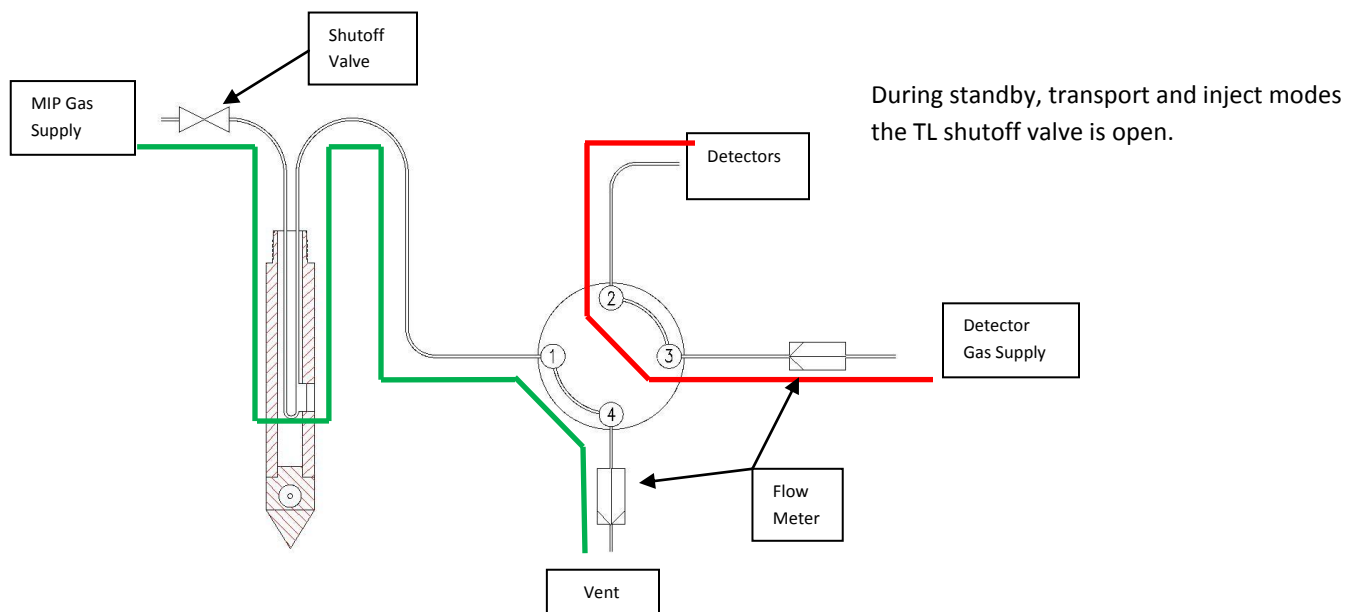 Shutoff
Valve
MIP Gas
Supply
During standby, transport and inject modes
the TL shutoff valve is open.
Detectors
2
Detector
Gas Supply
1
3
4
Flow
Meter
Vent